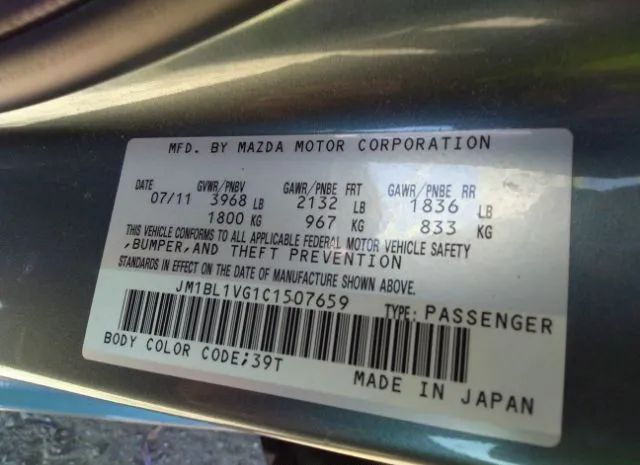 MFD. BY MAZDA MOTOR CORPORATION
DATE GVWR/PNBV GAWR/PNBE FRT GAWR/PNBE RR
07/11 3968 LB 2132 LB 1836 LB
1800 KG 967 KG 833 KG
THIS VEHICLE CONFORMS TO ALL APPLICABLE FEDERAL MOTOR VEHICLE SAFETY
,BUMPER,AND THEFT PREVENTION
STANDARDS IN EFFECT ON THE DATE OF MANUFACTURE SHOWN ABOVE.
JM1BL1VG1C1507659 TYPE: PASSENGER
BODY COLOR CODE;39T MADE IN JAPAN